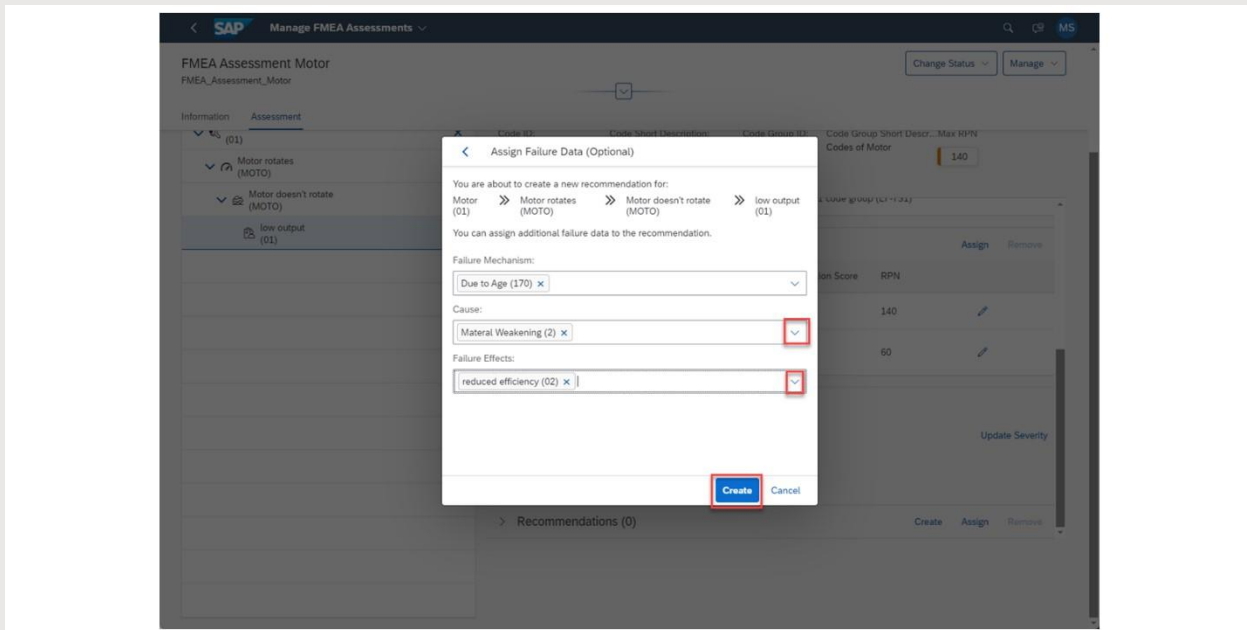 SAP Manage FMEA Assessments MS
FMEA Assessment Motor
FMEA_Assessment_Motor
Change Status Manage
Information Assessment
(01)
Motor rotates
(MOTO)
Motor doesn't rotate
(MOTO)
low output
(01)
Code ID: Code Short Description: Code Group ID: Code Group Short Descr... Max RPN
Codes of Motor 140
Assign Failure Data (Optional)
You are about to create a new recommendation for:
Motor Motor rotates Motor doesn't rotate low output
(01) (MOTO) (MOTO) (01)
You can assign additional failure data to the recommendation.
Failure Mechanism:
Due to Age (170)
Cause:
Materal Weakening (2)
Failure Effects:
reduced efficiency (02)
Create Cancel
Assign Remove
ion Score RPN
140
60
Update Severity
Recommendations (0) Create Assign Remove